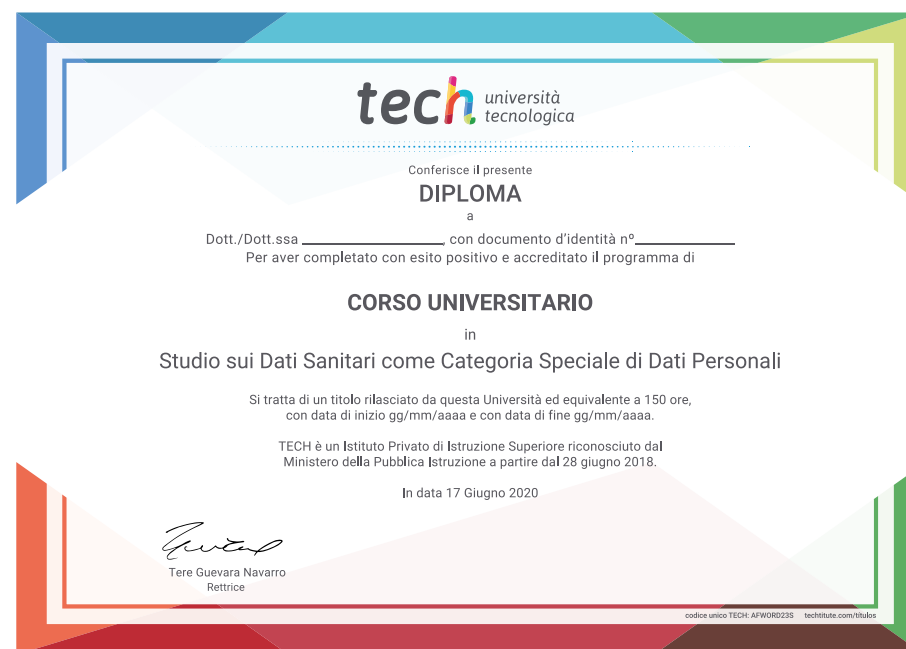 tech università
tecnologica
Conferisce il presente
DIPLOMA
a
Dott./Dott.ssa ____________________, con documento d'identità nº______________
Per aver completato con esito positivo e accreditato il programma di
CORSO UNIVERSITARIO
in
Studio sui Dati Sanitari come Categoria Speciale di Dati Personali
Si tratta di un titolo rilasciato da questa Università ed equivalente a 150 ore,
con data di inizio gg/mm/aaaa e con data di fine gg/mm/aaaa.
TECH è un Istituto Privato di Istruzione Superiore riconosciuto dal
Ministero della Pubblica Istruzione a partire dal 28 giugno 2018.
In data 17 Giugno 2020
Tere Guevara Navarro
Rettrice
codice unico TECH: AFWORD23S techtitute.com/titulos